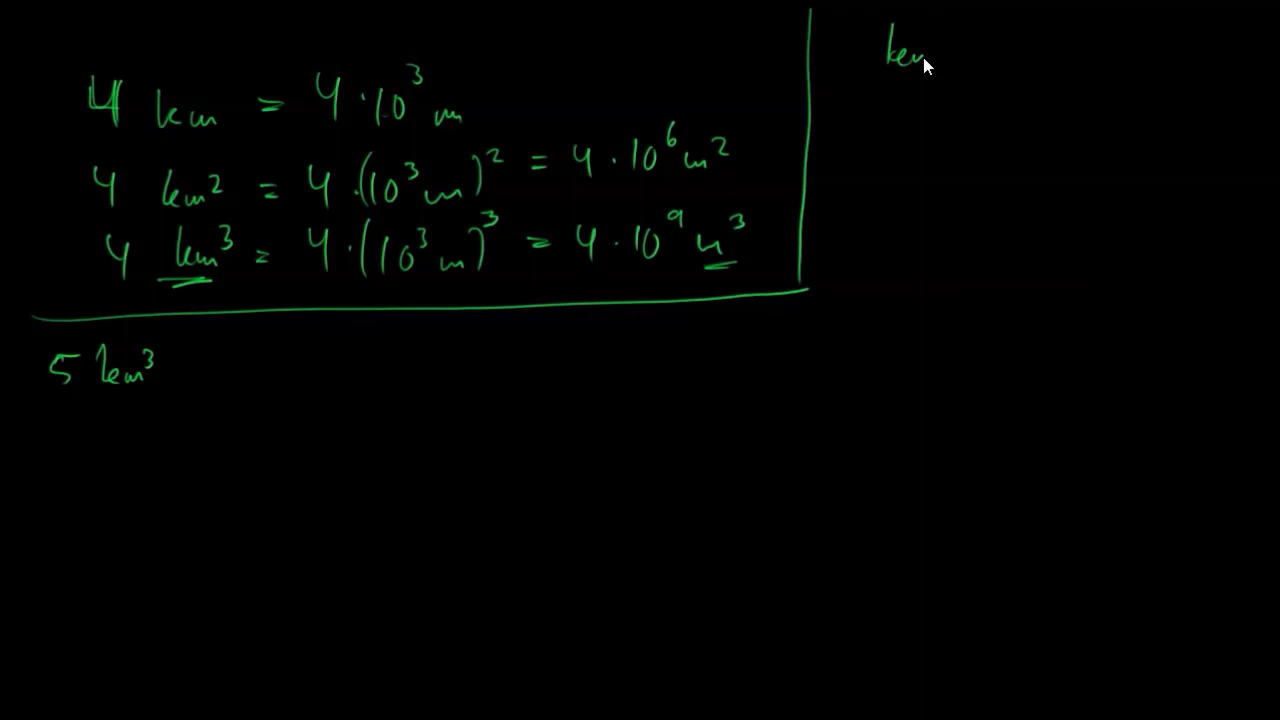 4 km = 4 · 10³ m
4 km² = 4 · (10³ m)² = 4 · 10⁶ m²
4 km³ = 4 · (10³ m)³ = 4 · 10⁹ m³
5 km³
km